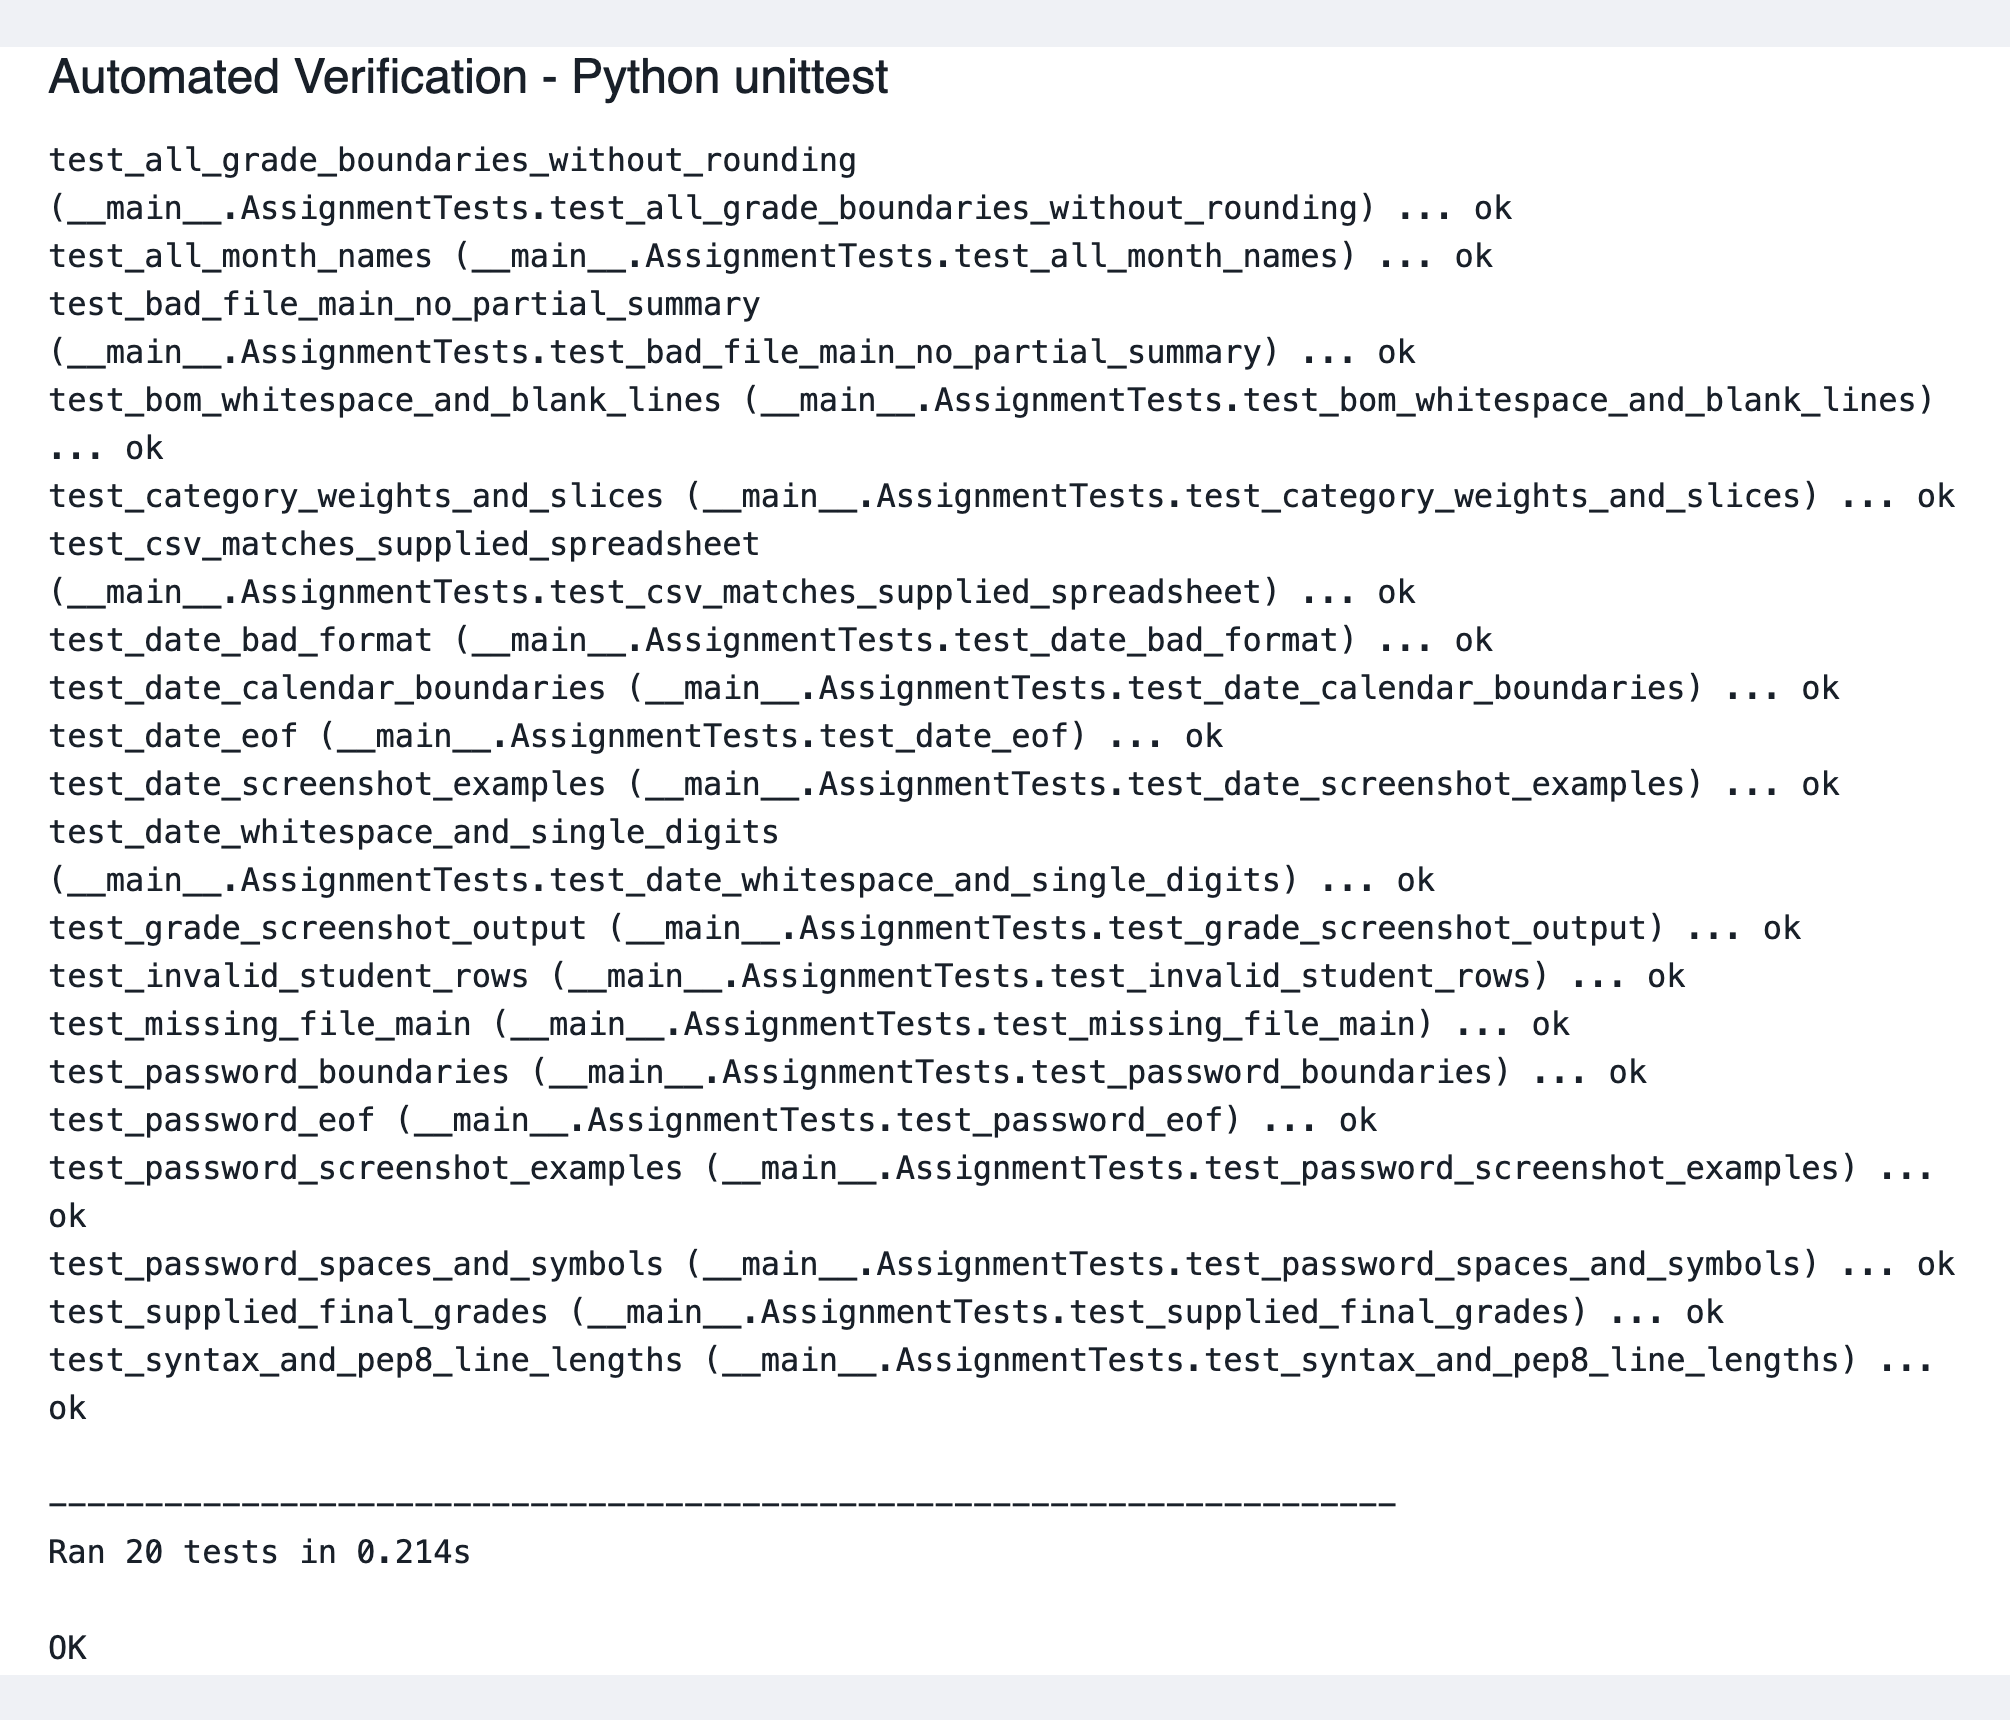 Automated Verification - Python unittest
test_all_grade_boundaries_without_rounding
(__main__.AssignmentTests.test_all_grade_boundaries_without_rounding) ... ok
test_all_month_names (__main__.AssignmentTests.test_all_month_names) ... ok
test_bad_file_main_no_partial_summary
(__main__.AssignmentTests.test_bad_file_main_no_partial_summary) ... ok
test_bom_whitespace_and_blank_lines (__main__.AssignmentTests.test_bom_whitespace_and_blank_lines)
... ok
test_category_weights_and_slices (__main__.AssignmentTests.test_category_weights_and_slices) ... ok
test_csv_matches_supplied_spreadsheet
(__main__.AssignmentTests.test_csv_matches_supplied_spreadsheet) ... ok
test_date_bad_format (__main__.AssignmentTests.test_date_bad_format) ... ok
test_date_calendar_boundaries (__main__.AssignmentTests.test_date_calendar_boundaries) ... ok
test_date_eof (__main__.AssignmentTests.test_date_eof) ... ok
test_date_screenshot_examples (__main__.AssignmentTests.test_date_screenshot_examples) ... ok
test_date_whitespace_and_single_digits
(__main__.AssignmentTests.test_date_whitespace_and_single_digits) ... ok
test_grade_screenshot_output (__main__.AssignmentTests.test_grade_screenshot_output) ... ok
test_invalid_student_rows (__main__.AssignmentTests.test_invalid_student_rows) ... ok
test_missing_file_main (__main__.AssignmentTests.test_missing_file_main) ... ok
test_password_boundaries (__main__.AssignmentTests.test_password_boundaries) ... ok
test_password_eof (__main__.AssignmentTests.test_password_eof) ... ok
test_password_screenshot_examples (__main__.AssignmentTests.test_password_screenshot_examples) ...
ok
test_password_spaces_and_symbols (__main__.AssignmentTests.test_password_spaces_and_symbols) ... ok
test_supplied_final_grades (__main__.AssignmentTests.test_supplied_final_grades) ... ok
test_syntax_and_pep8_line_lengths (__main__.AssignmentTests.test_syntax_and_pep8_line_lengths) ...
ok
----------------------------------------------------------------------
Ran 20 tests in 0.214s
OK